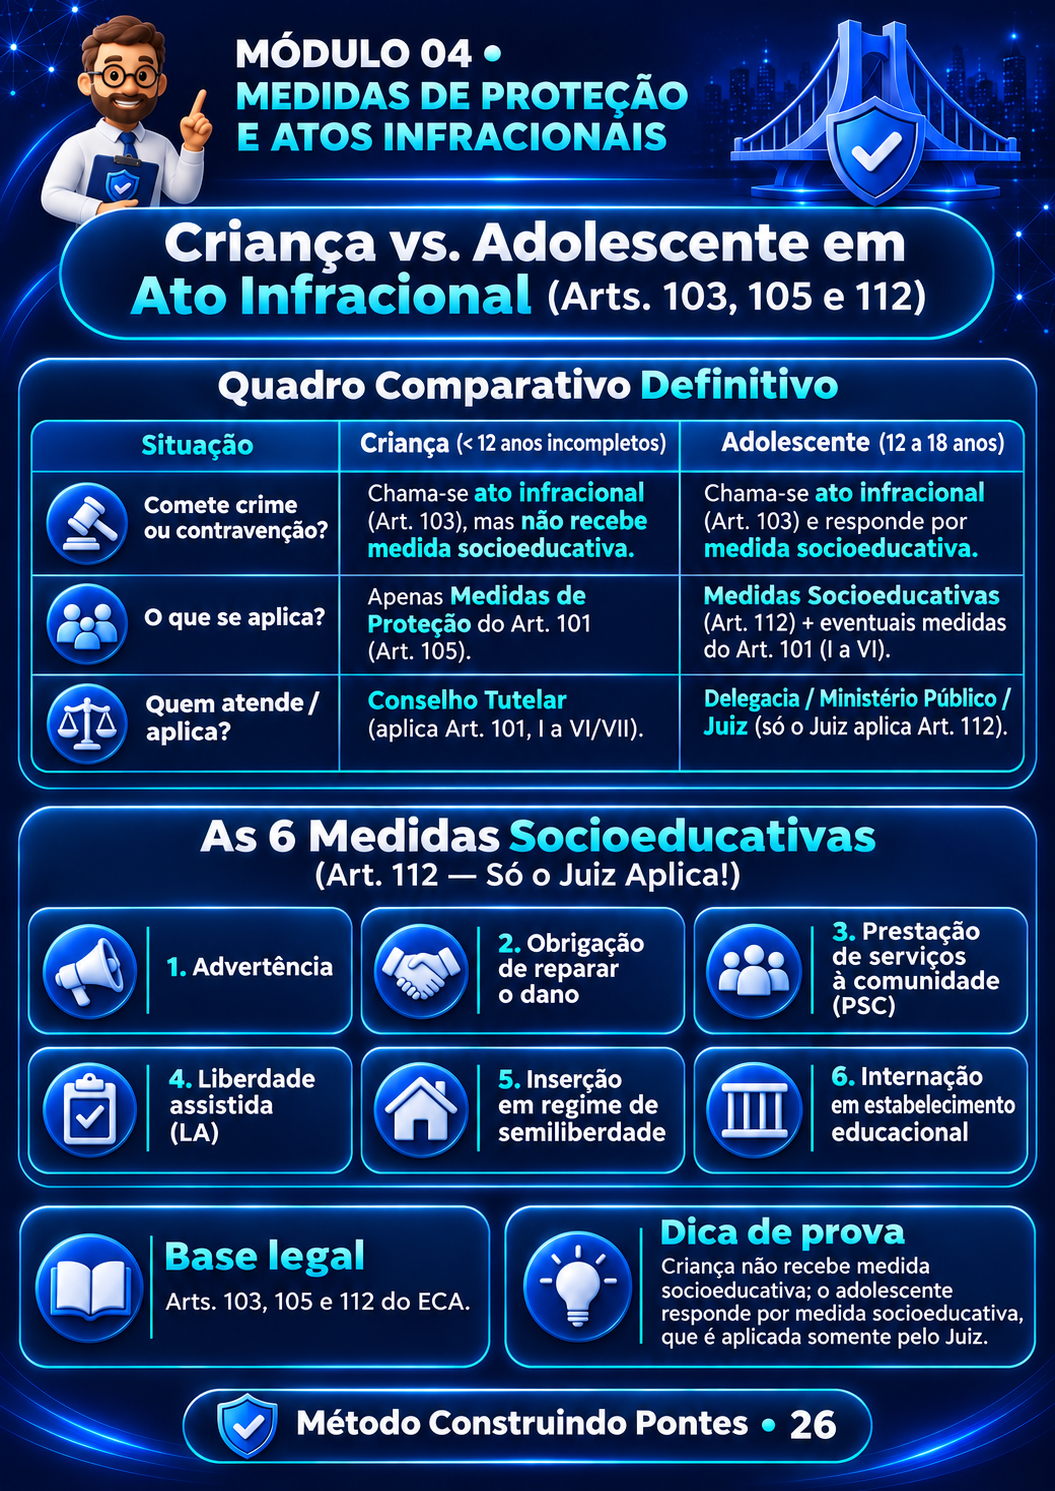 MÓDULO 04 •
MEDIDAS DE PROTEÇÃO
E ATOS INFRACIONAIS
Criança vs. Adolescente em
Ato Infracional (Arts. 103, 105 e 112)
Quadro Comparativo Definitivo
Situação
Criança (< 12 anos incompletos)
Adolescente (12 a 18 anos)
Comete crime
ou contravenção?
Chama-se ato infracional
(Art. 103), mas não recebe
medida socioeducativa.
Chama-se ato infracional
(Art. 103) e responde por
medida socioeducativa.
O que se aplica?
Apenas Medidas de
Proteção do Art. 101
(Art. 105).
Medidas Socioeducativas
(Art. 112) + eventuais medidas
do Art. 101 (I a VI).
Quem atende /
aplica?
Conselho Tutelar
(aplica Art. 101, I a VI/VII).
Delegacia / Ministério Público /
Juiz (só o Juiz aplica Art. 112).
As 6 Medidas Socioeducativas
(Art. 112 — Só o Juiz Aplica!)
1. Advertência
2. Obrigação
de reparar
o dano
3. Prestação
de serviços
à comunidade
(PSC)
4. Liberdade
assistida
(LA)
5. Inserção
em regime de
semiliberdade
6. Internação
em estabelecimento
educacional
Base legal
Arts. 103, 105 e 112 do ECA.
Dica de prova
Criança não recebe medida
socioeducativa; o adolescente
responde por medida socioeducativa,
que é aplicada somente pelo Juiz.
Método Construindo Pontes • 26